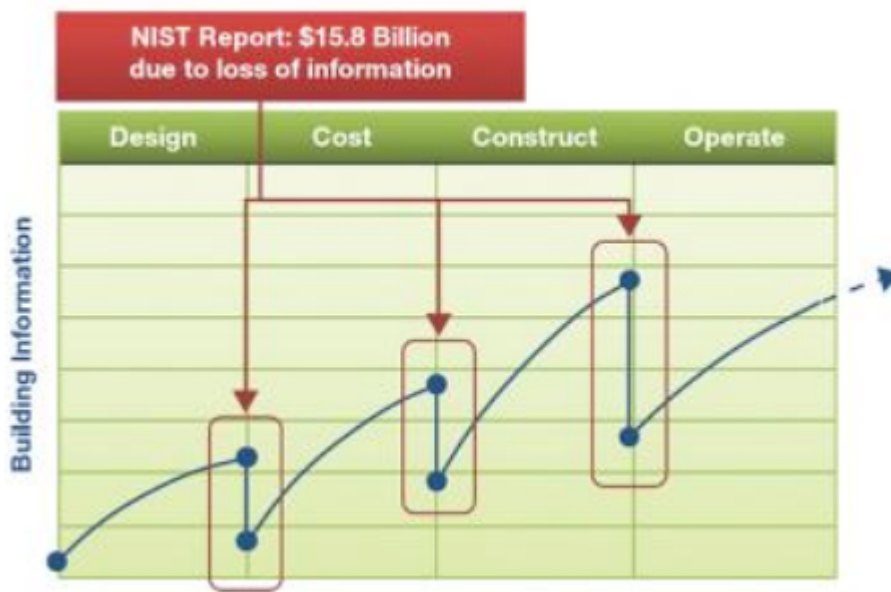 NIST Report: $15.8 Billion
due to loss of information
Design Cost Construct Operate
Building Information